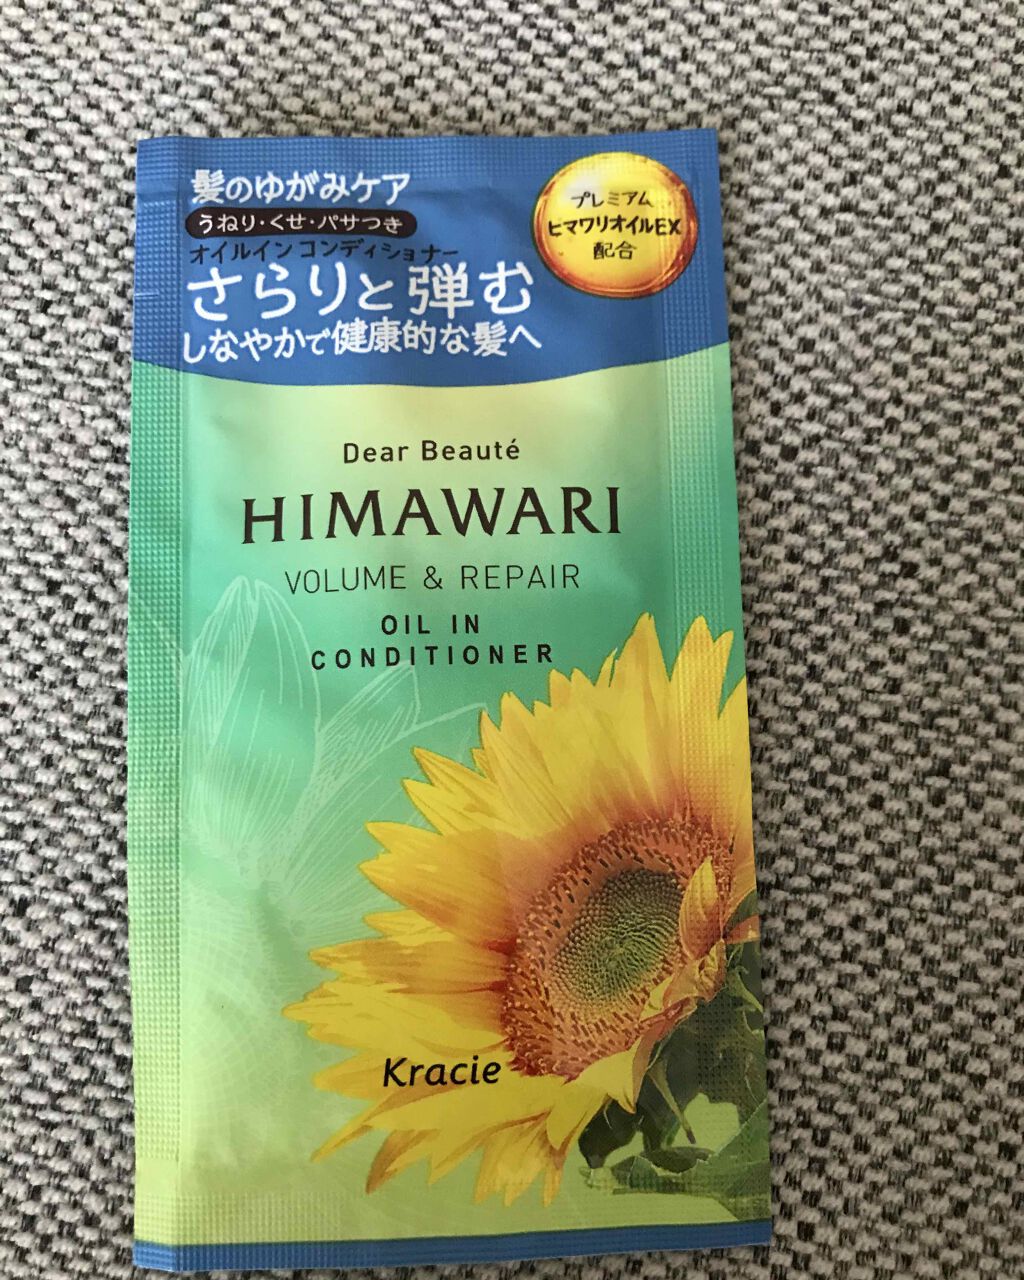 髪のゆがみケア
うねり・くせ・パサつき
オイルイン コンディショナー
さらりと弾む
しなやかで健康的な髪へ
プレミアム
ヒマワリオイルEX
配合
Dear Beauté
HIMAWARI
VOLUME & REPAIR
OIL IN
CONDITIONER
Kracie